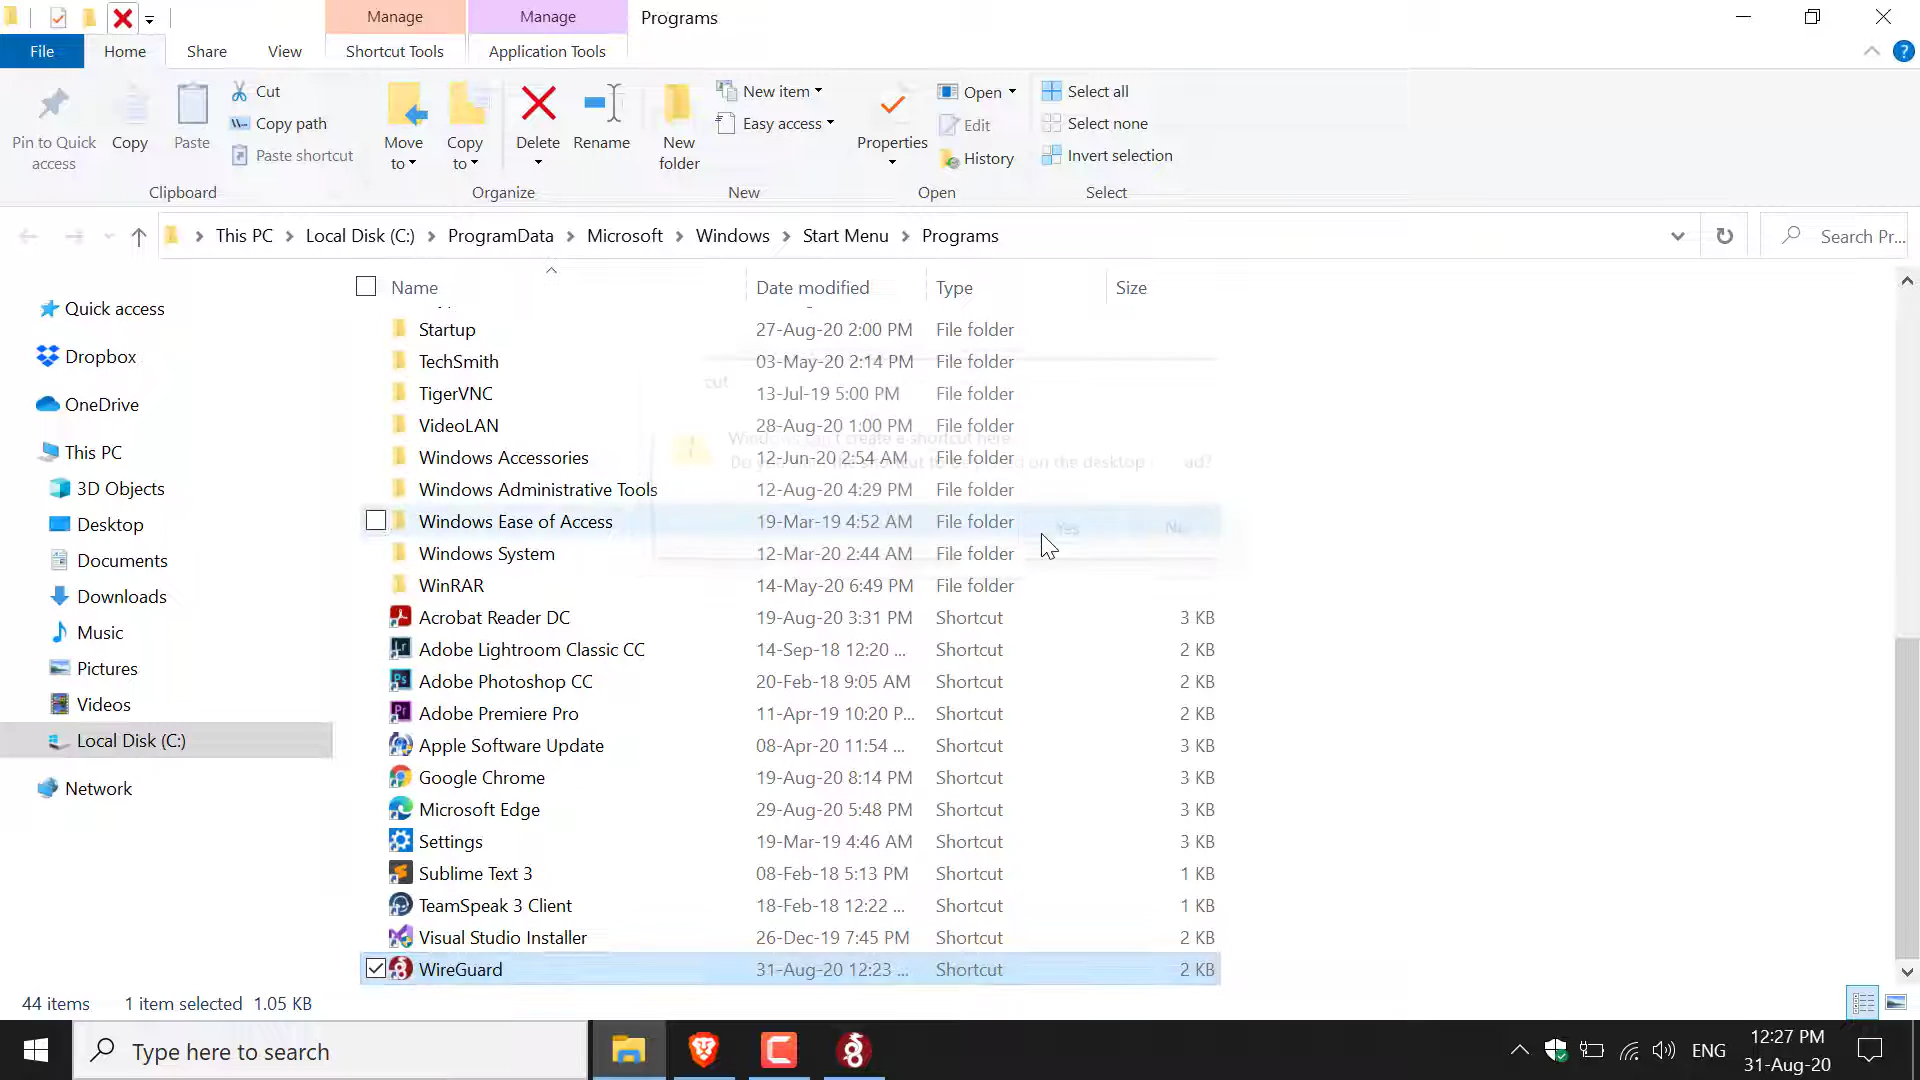 Manage
Manage
Programs
File
Home
Share
View
Shortcut Tools
Application Tools
Pin to Quick access
Copy
Paste
Cut
Copy path
Paste shortcut
Clipboard
Move to
Copy to
Delete
Rename
Organize
New folder
New item
Easy access
New
Properties
Open
Edit
History
Open
Select all
Select none
Invert selection
Select
This PC > Local Disk (C:) > ProgramData > Microsoft > Windows > Start Menu > Programs
Search Pr...
Quick access
Dropbox
OneDrive
This PC
3D Objects
Desktop
Documents
Downloads
Music
Pictures
Videos
Local Disk (C:)
Network
Name Date modified Type Size
Startup 27-Aug-20 2:00 PM File folder
TechSmith 03-May-20 2:14 PM File folder
cut
TigerVNC 13-Jul-19 5:00 PM File folder
VideoLAN 28-Aug-20 1:00 PM File folder
Windows can't create a shortcut here
Windows Accessories 12-Jun-20 2:54 AM File folder
Do you the shortcut to be on the desktop ad?
Windows Administrative Tools 12-Aug-20 4:29 PM File folder
Windows Ease of Access 19-Mar-19 4:52 AM File folder
Yes
Windows System 12-Mar-20 2:44 AM File folder
WinRAR 14-May-20 6:49 PM File folder
Acrobat Reader DC 19-Aug-20 3:31 PM Shortcut 3 KB
Adobe Lightroom Classic CC 14-Sep-18 12:20 ... Shortcut 2 KB
Adobe Photoshop CC 20-Feb-18 9:05 AM Shortcut 2 KB
Adobe Premiere Pro 11-Apr-19 10:20 P... Shortcut 2 KB
Apple Software Update 08-Apr-20 11:54 ... Shortcut 3 KB
Google Chrome 19-Aug-20 8:14 PM Shortcut 3 KB
Microsoft Edge 29-Aug-20 5:48 PM Shortcut 3 KB
Settings 19-Mar-19 4:46 AM Shortcut 3 KB
Sublime Text 3 08-Feb-18 5:13 PM Shortcut 1 KB
TeamSpeak 3 Client 18-Feb-18 12:22 ... Shortcut 1 KB
Visual Studio Installer 26-Dec-19 7:45 PM Shortcut 2 KB
WireGuard 31-Aug-20 12:23 ... Shortcut 2 KB
44 items 1 item selected 1.05 KB
Type here to search
ENG
12:27 PM
31-Aug-20